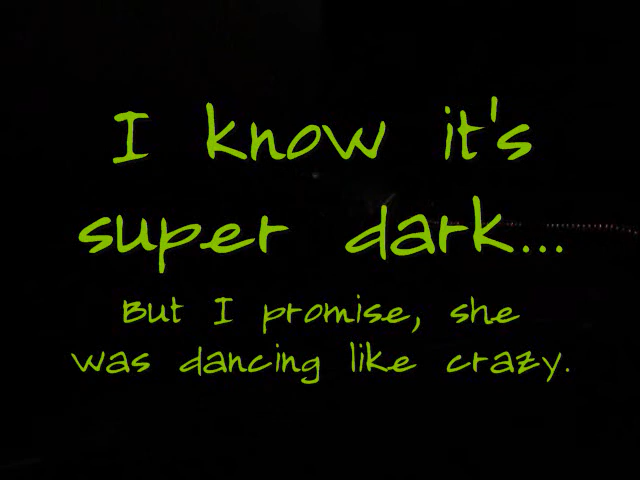 I know it's
super dark...
But I promise, she
was dancing like crazy.